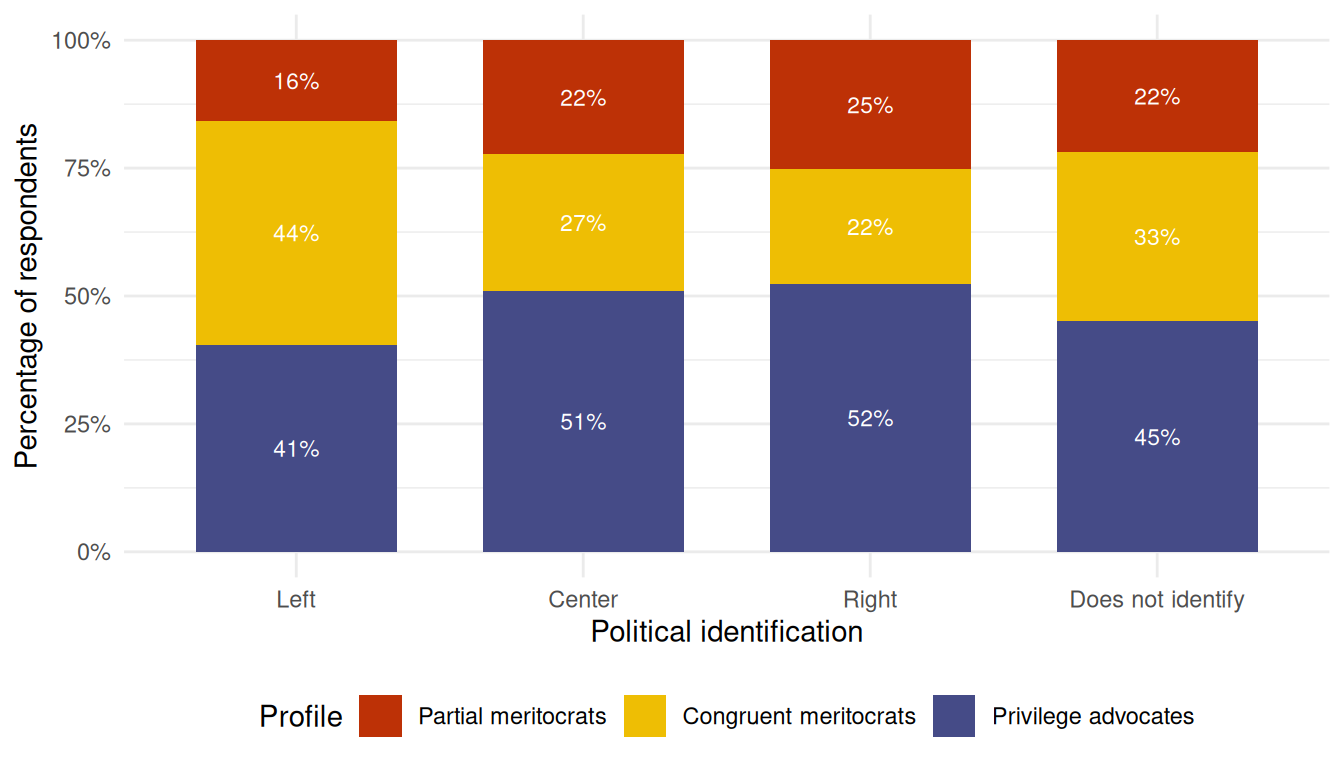 Percentage of respondents
100%
75%
50%
25%
0%
16%
44%
41%
22%
27%
51%
25%
22%
52%
22%
33%
45%
Left
Center
Right
Does not identify
Political identification
Profile
Partial meritocrats
Congruent meritocrats
Privilege advocates